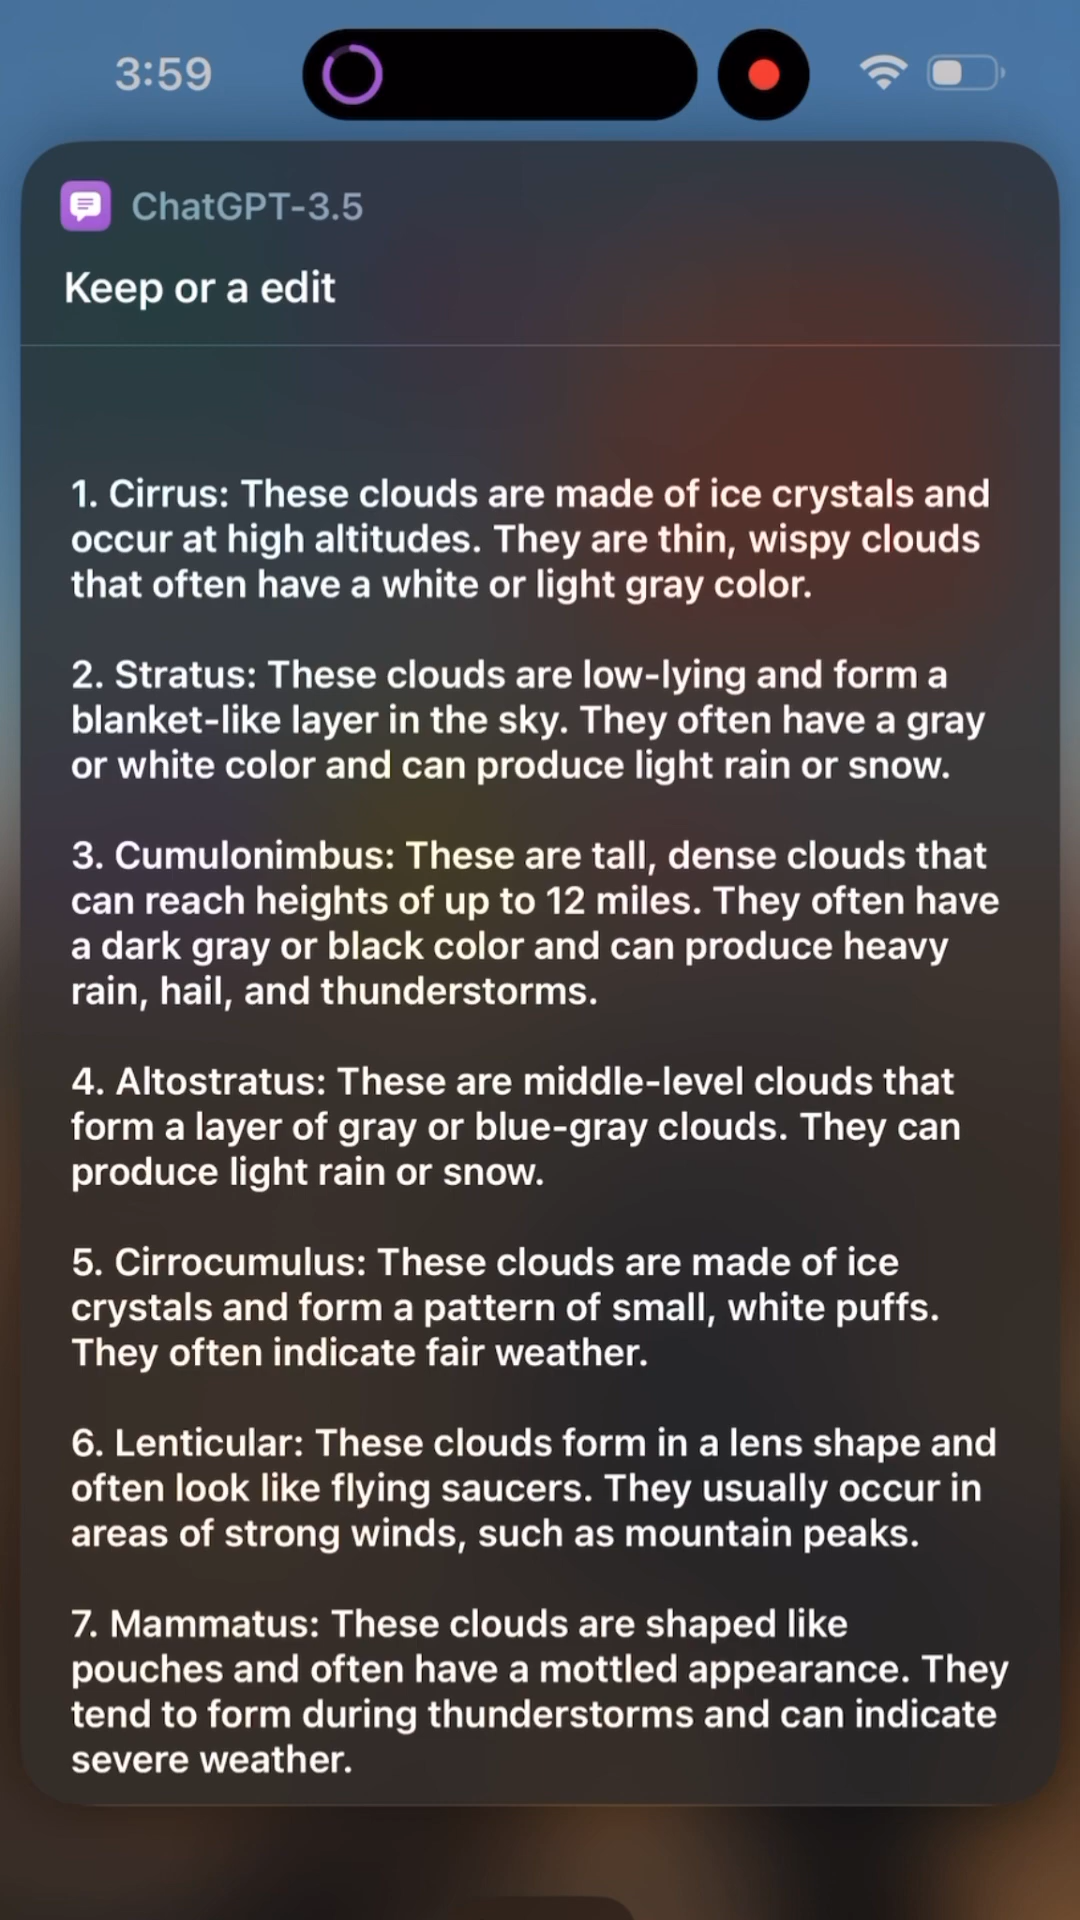 3:59
ChatGPT-3.5
Keep or a edit
1. Cirrus: These clouds are made of ice crystals and
occur at high altitudes. They are thin, wispy clouds
that often have a white or light gray color.
2. Stratus: These clouds are low-lying and form a
blanket-like layer in the sky. They often have a gray
or white color and can produce light rain or snow.
3. Cumulonimbus: These are tall, dense clouds that
can reach heights of up to 12 miles. They often have
a dark gray or black color and can produce heavy
rain, hail, and thunderstorms.
4. Altostratus: These are middle-level clouds that
form a layer of gray or blue-gray clouds. They can
produce light rain or snow.
5. Cirrocumulus: These clouds are made of ice
crystals and form a pattern of small, white puffs.
They often indicate fair weather.
6. Lenticular: These clouds form in a lens shape and
often look like flying saucers. They usually occur in
areas of strong winds, such as mountain peaks.
7. Mammatus: These clouds are shaped like
pouches and often have a mottled appearance. They
tend to form during thunderstorms and can indicate
severe weather.